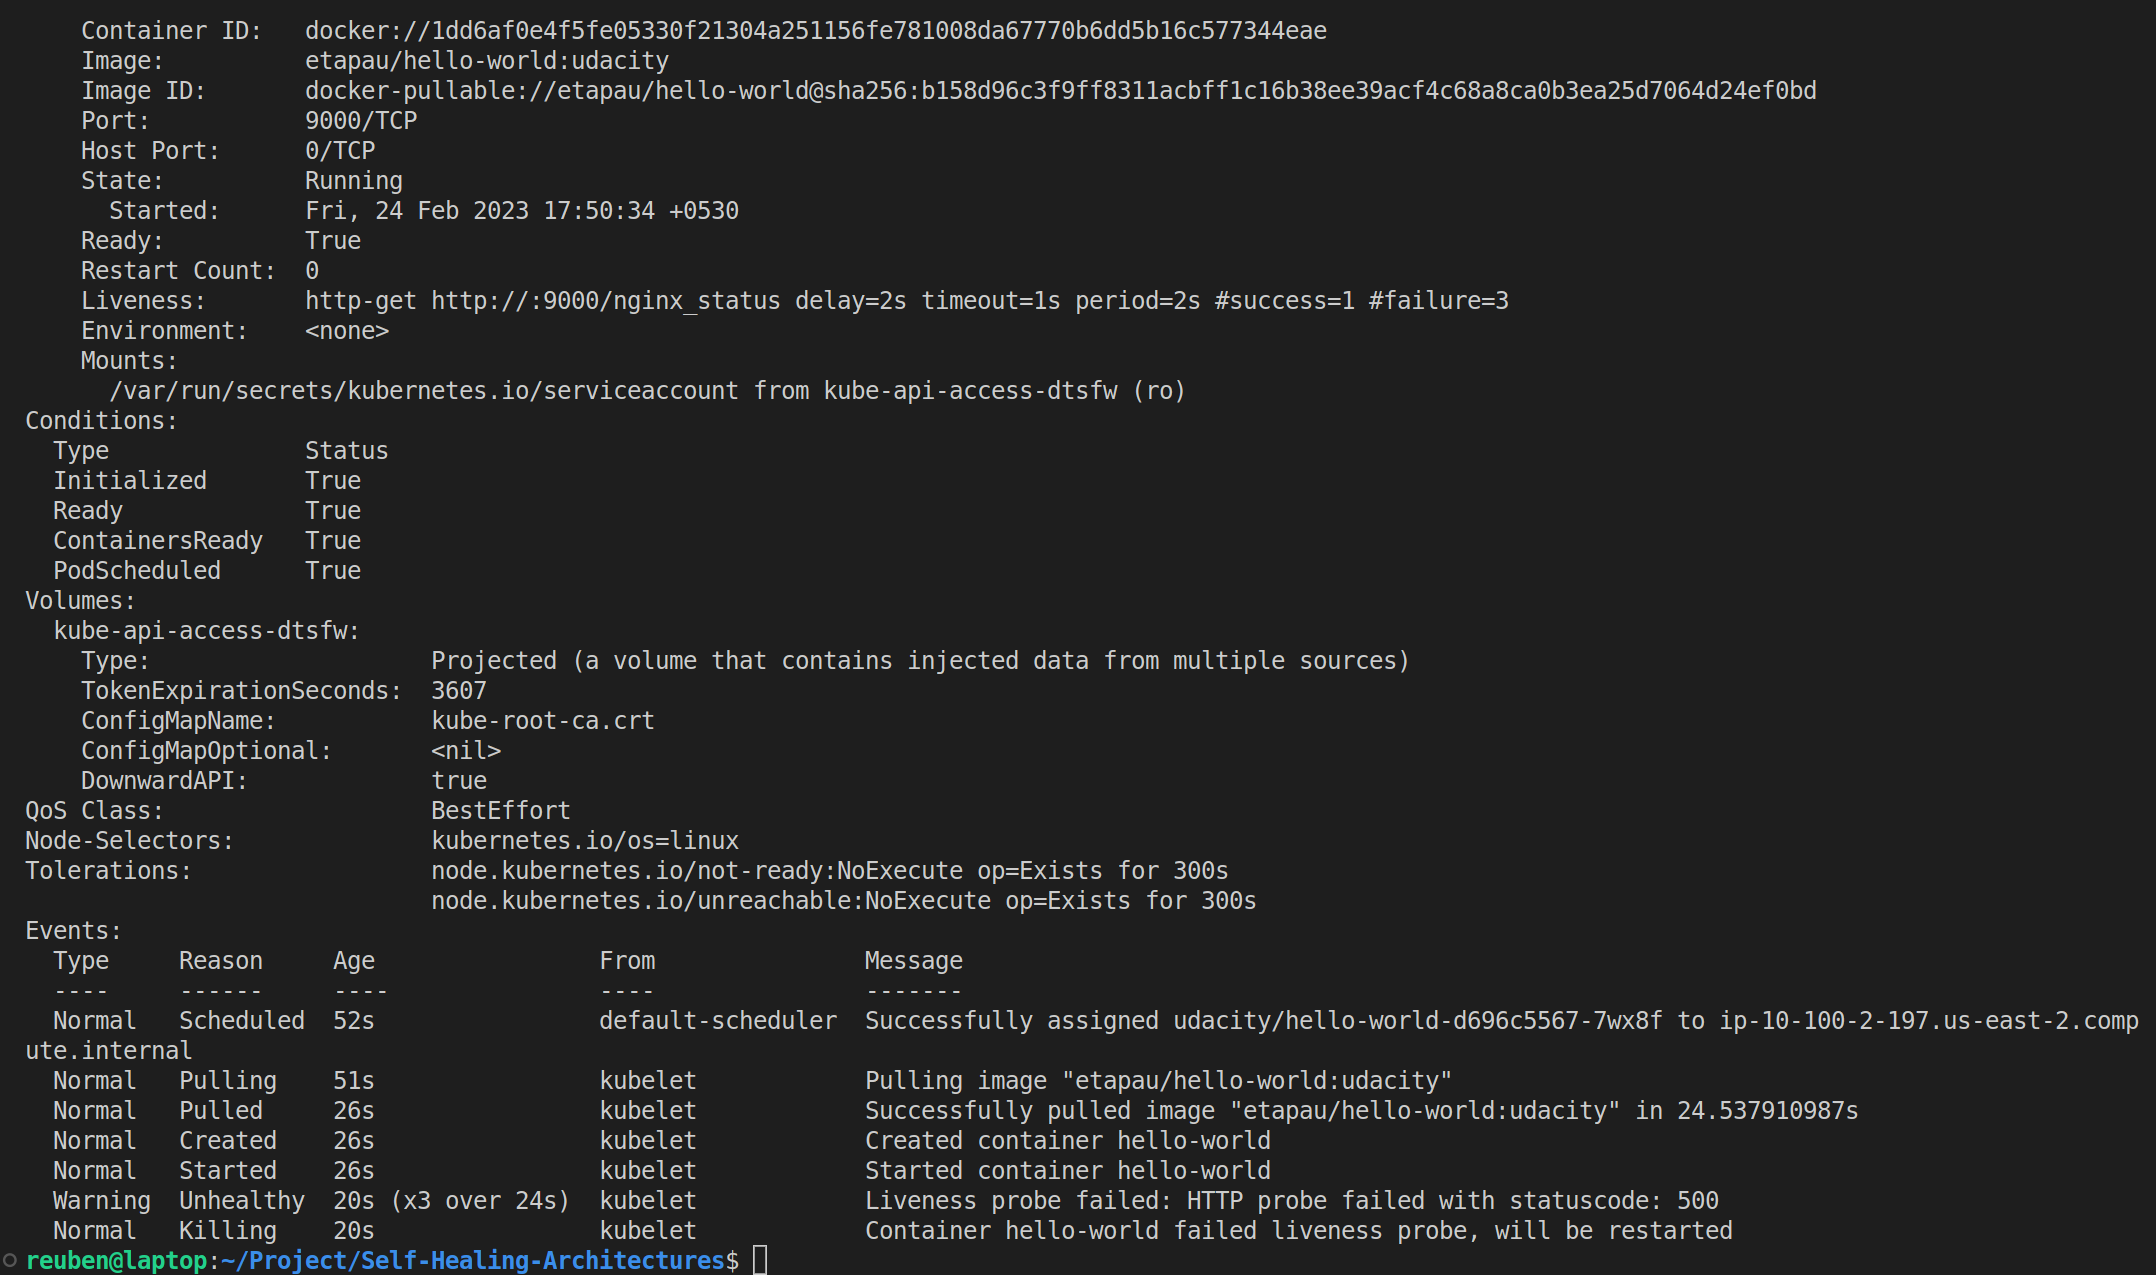 Container ID:   docker://1dd6af0e4f5fe05330f21304a251156fe781008da67770b6dd5b16c577344eae
Image:          etapau/hello-world:udacity
Image ID:       docker-pullable://etapau/hello-world@sha256:b158d96c3f9ff8311acbff1c16b38ee39acf4c68a8ca0b3ea25d7064d24ef0bd
Port:           9000/TCP
Host Port:      0/TCP
State:          Running
Started:      Fri, 24 Feb 2023 17:50:34 +0530
Ready:          True
Restart Count:  0
Liveness:       http-get http://:9000/nginx_status delay=2s timeout=1s period=2s #success=1 #failure=3
Environment:    <none>
Mounts:
/var/run/secrets/kubernetes.io/serviceaccount from kube-api-access-dtsfw (ro)
Conditions:
Type              Status
Initialized       True
Ready             True
ContainersReady   True
PodScheduled      True
Volumes:
kube-api-access-dtsfw:
Type:                    Projected (a volume that contains injected data from multiple sources)
TokenExpirationSeconds:  3607
ConfigMapName:           kube-root-ca.crt
ConfigMapOptional:       <nil>
DownwardAPI:             true
QoS Class:                   BestEffort
Node-Selectors:              kubernetes.io/os=linux
Tolerations:                 node.kubernetes.io/not-ready:NoExecute op=Exists for 300s
node.kubernetes.io/unreachable:NoExecute op=Exists for 300s
Events:
Type     Reason     Age                From               Message
----     ------     ----               ----               -------
Normal   Scheduled  52s                default-scheduler  Successfully assigned udacity/hello-world-d696c5567-7wx8f to ip-10-100-2-197.us-east-2.comp
ute.internal
Normal   Pulling    51s                kubelet            Pulling image "etapau/hello-world:udacity"
Normal   Pulled     26s                kubelet            Successfully pulled image "etapau/hello-world:udacity" in 24.537910987s
Normal   Created    26s                kubelet            Created container hello-world
Normal   Started    26s                kubelet            Started container hello-world
Warning  Unhealthy  20s (x3 over 24s)  kubelet            Liveness probe failed: HTTP probe failed with statuscode: 500
Normal   Killing    20s                kubelet            Container hello-world failed liveness probe, will be restarted
reuben@laptop:~/Project/Self-Healing-Architectures$